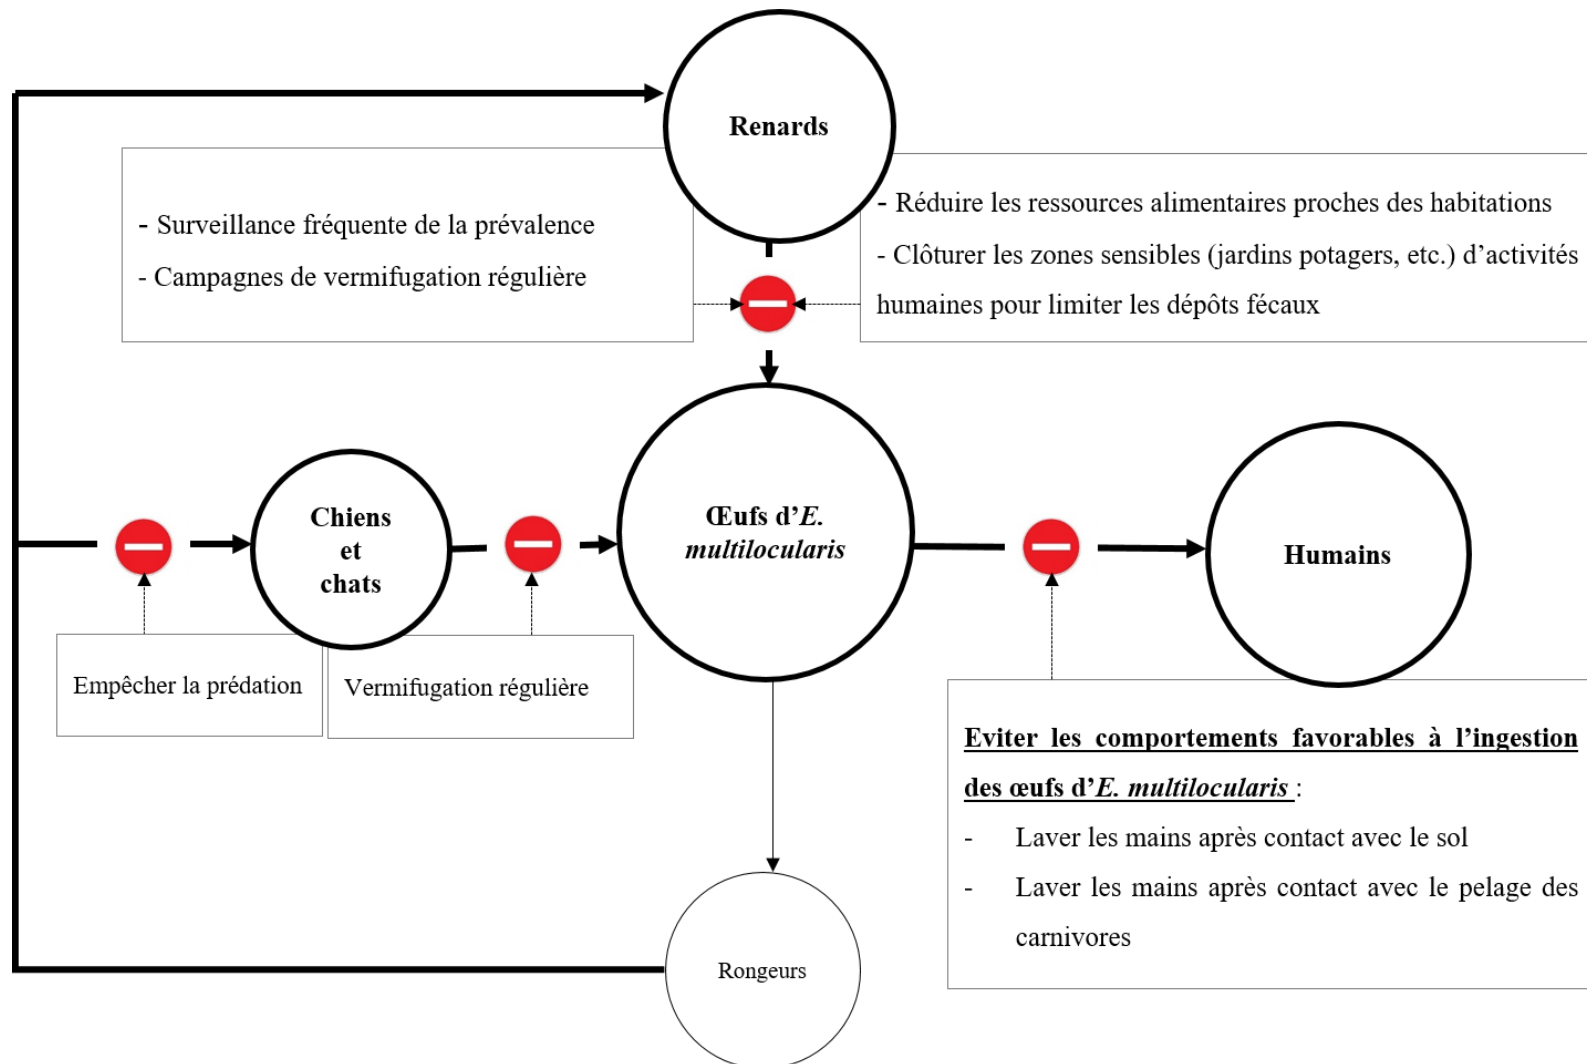 Renards
- Surveillance fréquente de la prévalence
- Campagnes de vermifugation régulière
- Réduire les ressources alimentaires proches des habitations
- Clôturer les zones sensibles (jardins potagers, etc.) d’activités
humaines pour limiter les dépôts fécaux
Chiens
et
chats
Œufs d’E.
multilocularis
Humains
Empêcher la prédation
Vermifugation régulière
Eviter les comportements favorables à l’ingestion
des œufs d’E. multilocularis :
- Laver les mains après contact avec le sol
- Laver les mains après contact avec le pelage des
carnivores
Rongeurs